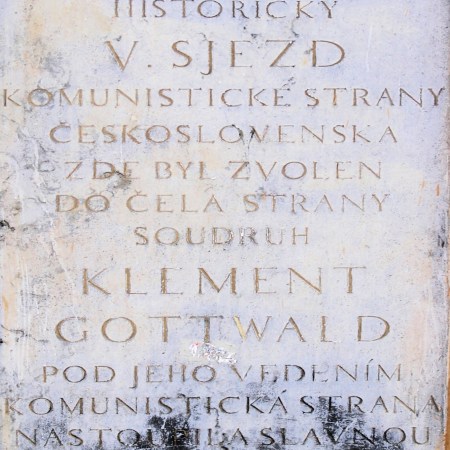 HISTORICKÝ
V. SJEZD
KOMUNISTICKÉ STRANY
ČESKOSLOVENSKA
ZDE BYL ZVOLEN
DO ČELA STRANY
SOUDRUH
KLEMENT
GOTTWALD
POD JEHO VEDENÍM
KOMUNISTICKÁ STRANA
NASTOUPILA SLAVNOU